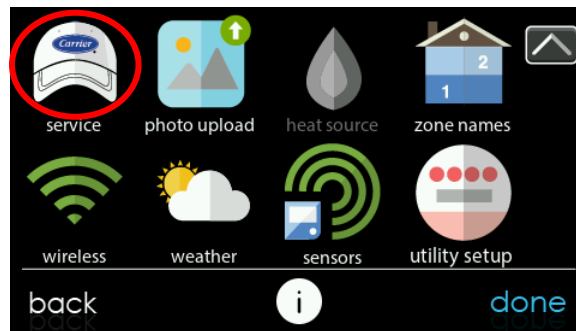 Carrier
service photo upload heat source zone names
2
1
wireless weather sensors utility setup
back i done